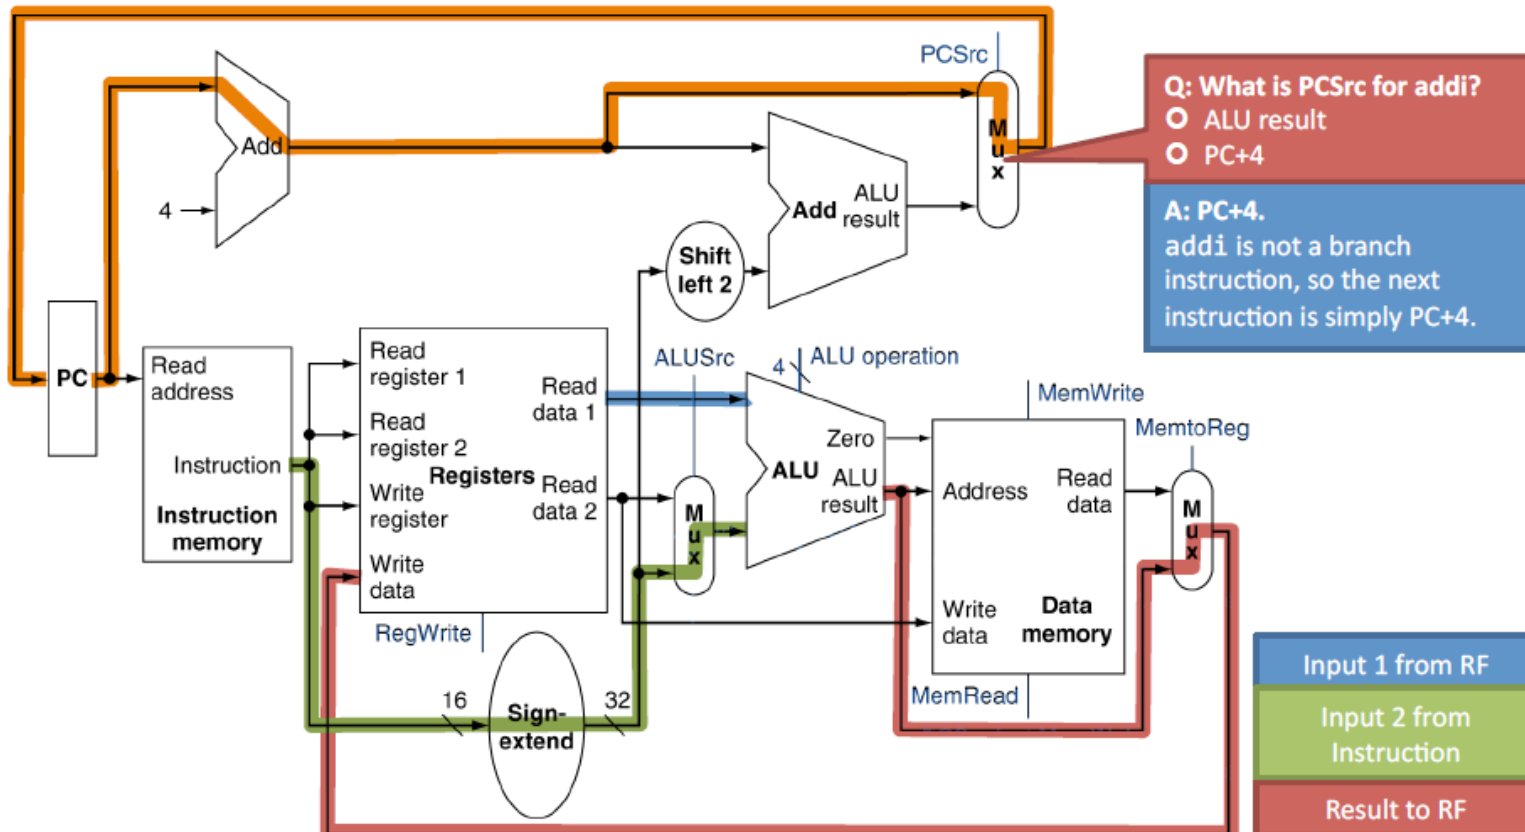 PCSrc
Q: What is PCSrc for addi?
ALU result
PC+4
A: PC+4.
addi is not a branch
instruction, so the next
instruction is simply PC+4.
Add
4
M
u
x
Add
ALU
result
Shift
left 2
PC
Read
address
Instruction
Instruction
memory
Read
register 1
Read
register 2
Write
register
Write
data
Registers
Read
data 1
Read
data 2
RegWrite
ALUSrc
M
u
x
4
ALU operation
Zero
ALU
ALU
result
MemWrite
Address
Read
data
Write
data
Data
memory
MemRead
MemtoReg
M
u
x
16
Sign-
extend
32
Input 1 from RF
Input 2 from
Instruction
Result to RF